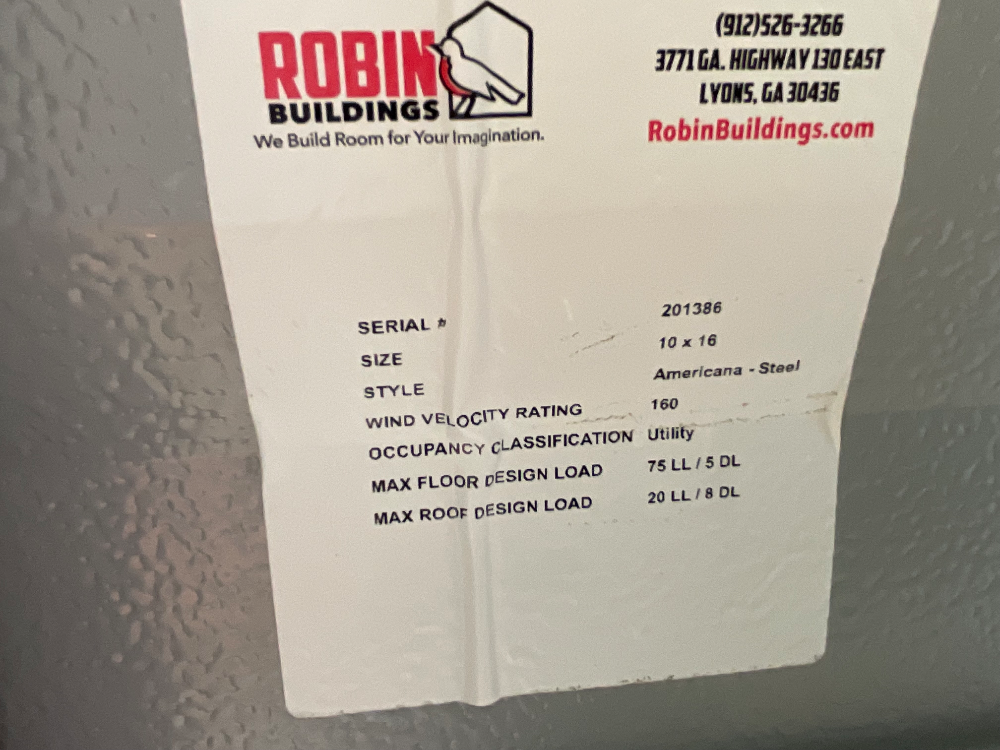 ROBIN
BUILDINGS
We Build Room for Your Imagination.
(912)526-3266
3771 GA. HIGHWAY 130 EAST
LYONS, GA 30436
RobinBuildings.com
SERIAL # 201386
SIZE 10 x 16
STYLE Americana - Steel
WIND VELOCITY RATING 160
OCCUPANCY CLASSIFICATION Utility
MAX FLOOR DESIGN LOAD 75 LL / 5 DL
MAX ROOF DESIGN LOAD 20 LL / 8 DL